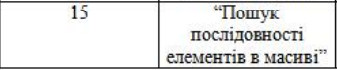 15 “Пошук
послідовності
елементів в масиві”